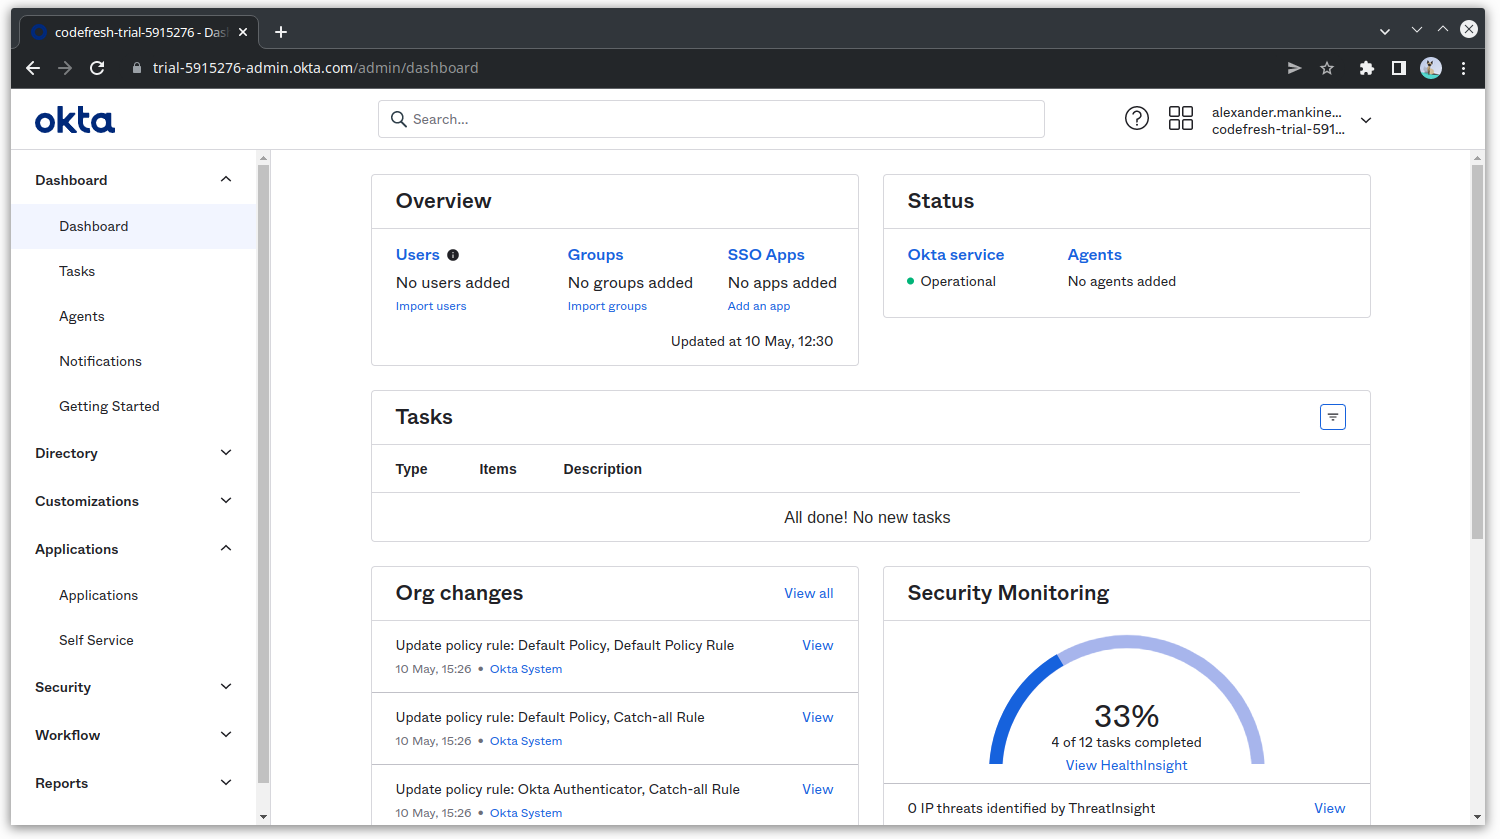 codefresh-trial-5915276 - Das
trial-5915276-admin.okta.com/admin/dashboard
okta
Search...
alexander.mankine...
codefresh-trial-591...
Dashboard
Dashboard
Tasks
Agents
Notifications
Getting Started
Directory
Customizations
Applications
Applications
Self Service
Security
Workflow
Reports
Overview
Users
No users added
Import users
Groups
No groups added
Import groups
SSO Apps
No apps added
Add an app
Updated at 10 May, 12:30
Status
Okta service
Operational
Agents
No agents added
Tasks
Type Items Description
All done! No new tasks
Org changes View all
Update policy rule: Default Policy, Default Policy Rule View
10 May, 15:26 • Okta System
Update policy rule: Default Policy, Catch-all Rule View
10 May, 15:26 • Okta System
Update policy rule: Okta Authenticator, Catch-all Rule View
10 May, 15:26 • Okta System
Security Monitoring
33%
4 of 12 tasks completed
View HealthInsight
0 IP threats identified by ThreatInsight View